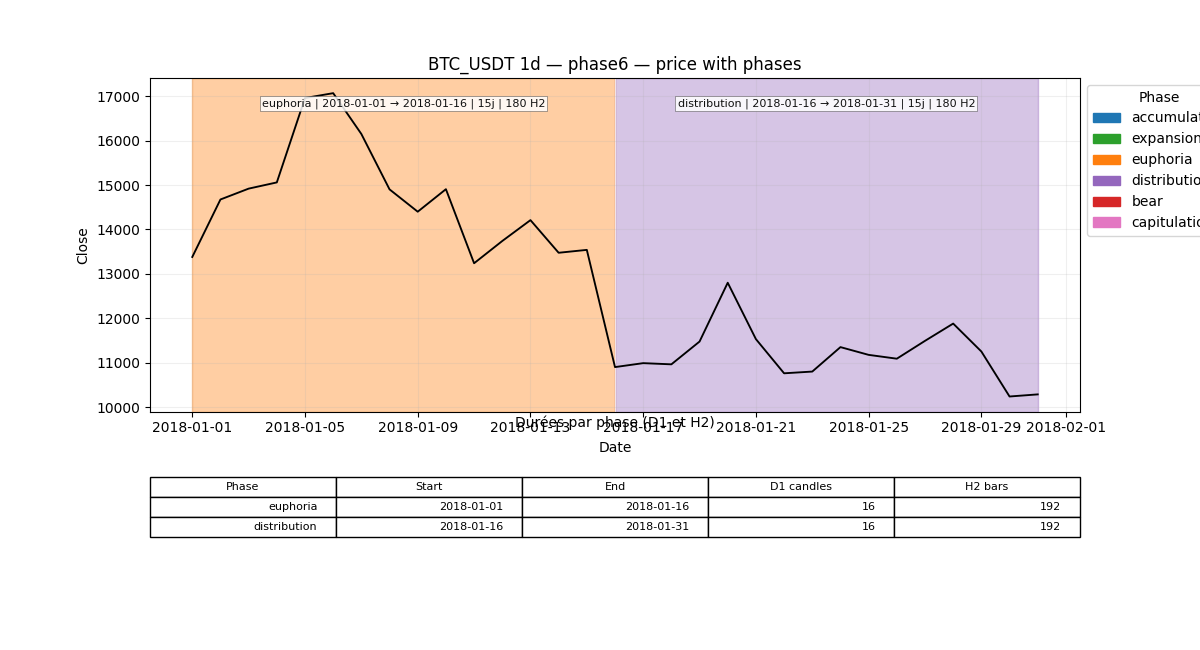 BTC_USDT 1d — phase6 — price with phases
euphoria | 2018-01-01 → 2018-01-16 | 15j | 180 H2
distribution | 2018-01-16 → 2018-01-31 | 15j | 180 H2
Phase
accumulat
expansion
euphoria
distributio
bear
capitulatio
Close
17000
16000
15000
14000
13000
12000
11000
10000
2018-01-01 2018-01-05 2018-01-09 2018-01-13 2018-01-17 2018-01-21 2018-01-25 2018-01-29 2018-02-01
Durées par phase (D1 et H2)
Date
Phase Start End D1 candles H2 bars
euphoria 2018-01-01 2018-01-16 16 192
distribution 2018-01-16 2018-01-31 16 192